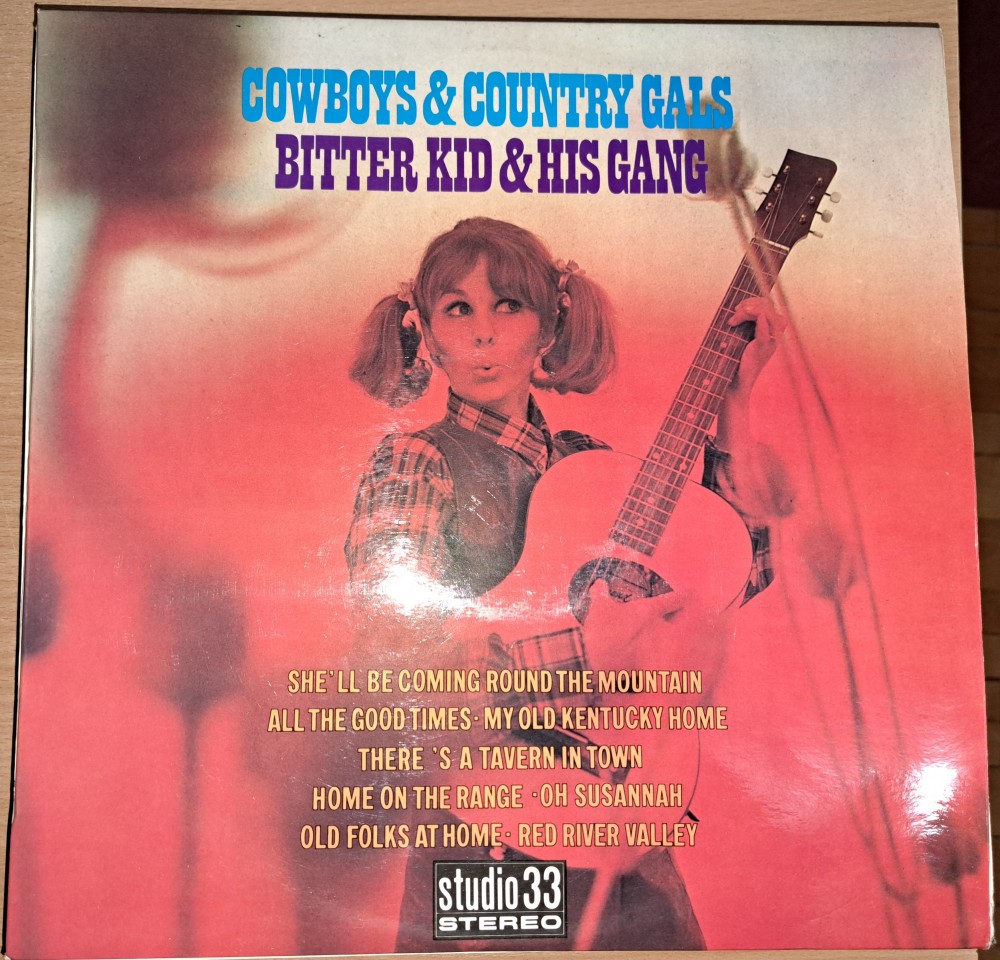 COWBOYS & COUNTRY GALS
BITTER KID & HIS GANG
SHE'LL BE COMING ROUND THE MOUNTAIN
ALL THE GOOD TIMES · MY OLD KENTUCKY HOME
THERE 'S A TAVERN IN TOWN
HOME ON THE RANGE · OH SUSANNAH
OLD FOLKS AT HOME · RED RIVER VALLEY
studio 33
STEREO